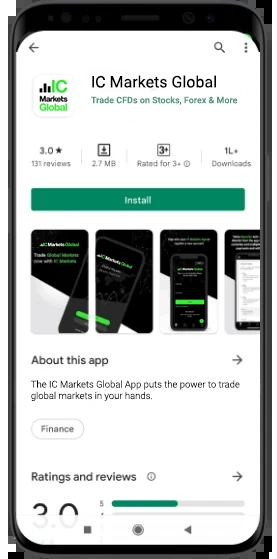 IC Markets Global
IC
Markets
Global
Trade CFDs on Stocks, Forex & More
3.0★
3+
1L+
131 reviews
2.7 MB
Rated for 3+
Downloads
Install
IC Markets Global
Trade Global Markets
now with IC Markets
IC Markets Global
About this app
The IC Markets Global App puts the power to trade
global markets in your hands.
Finance
Ratings and reviews
3.0
5